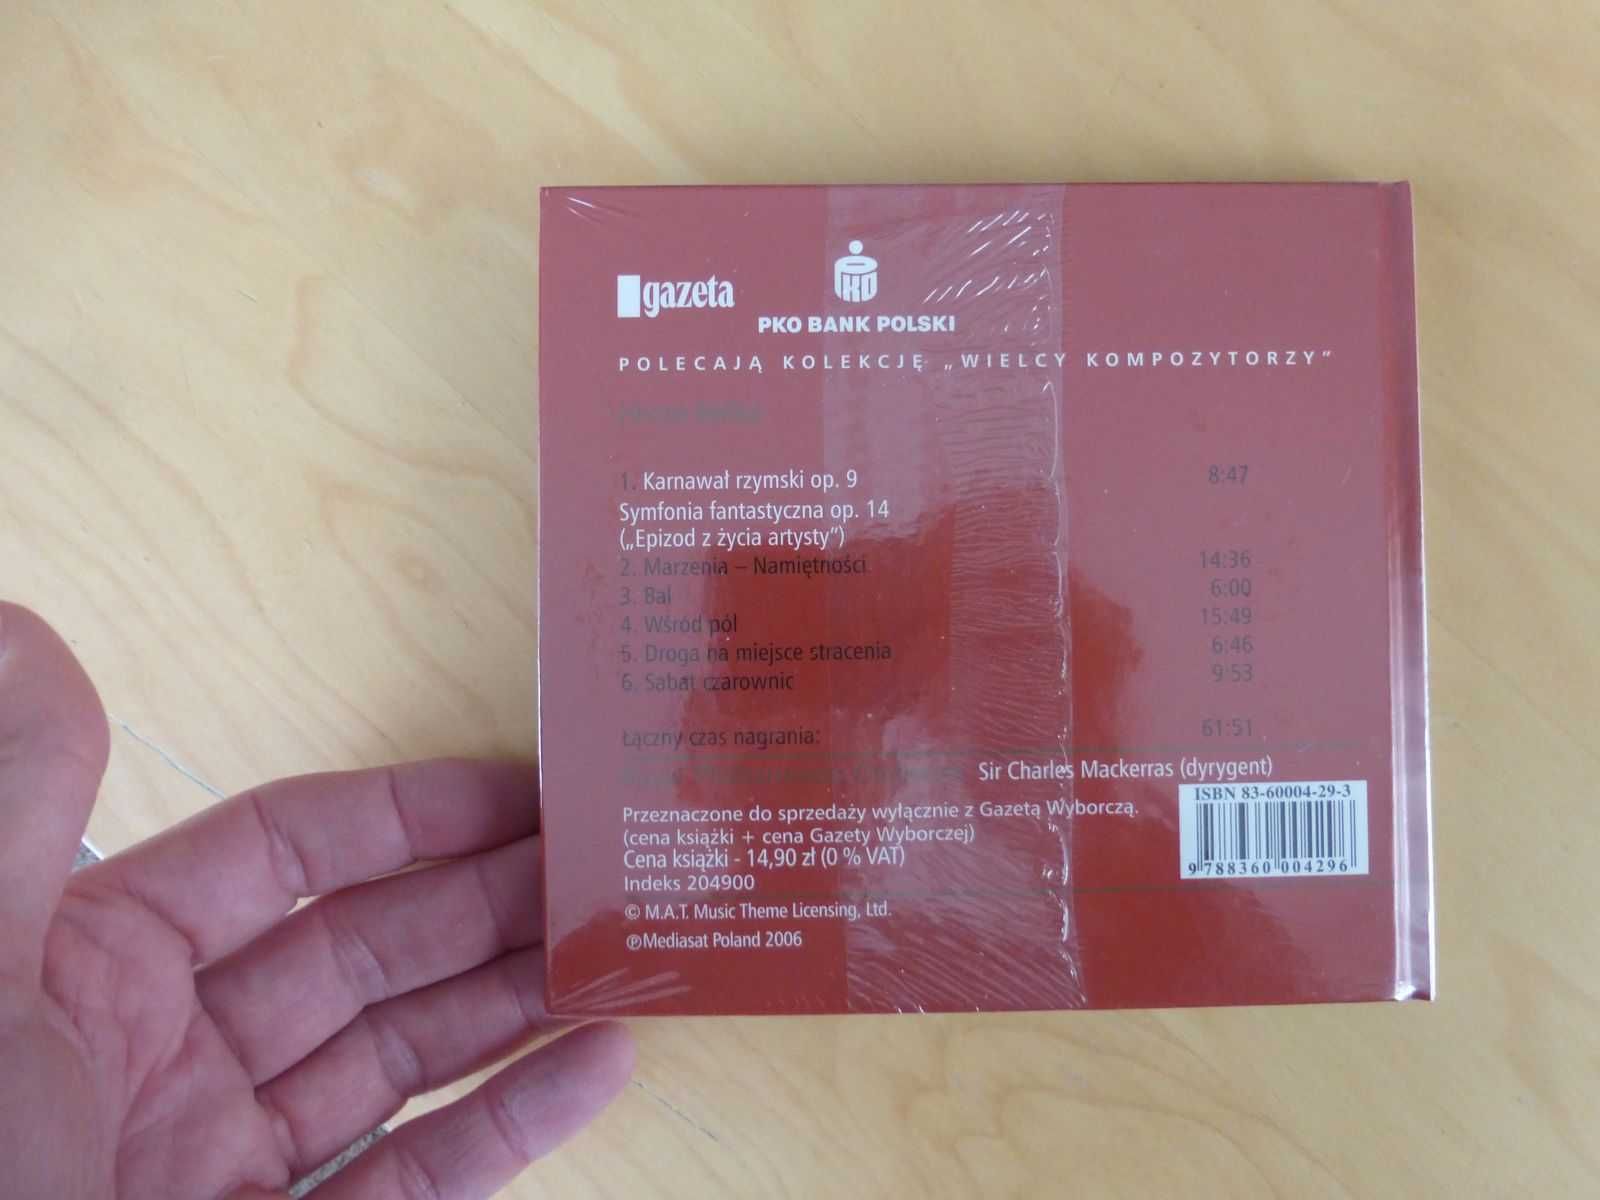 gazeta
PKO
PKO BANK POLSKI
POLECAJĄ KOLEKCJĘ „WIELCY KOMPOZYTORZY”
1. Karnawał rzymski op. 9 8:47
Symfonia fantastyczna op. 14
(„Epizod z życia artysty”)
2. Marzenia – Namiętności 14:36
3. Bal 6:00
4. Wśród pól 15:49
5. Droga na miejsce stracenia 6:46
6. Sabat czarownic 9:53
Łączny czas nagrania: 61:51
Sir Charles Mackerras (dyrygent)
Przeznaczone do sprzedaży wyłącznie z Gazetą Wyborczą.
(cena książki + cena Gazety Wyborczej)
Cena książki - 14,90 zł (0 % VAT)
Indeks 204900
© M.A.T. Music Theme Licensing, Ltd.
℗Mediasat Poland 2006
ISBN 83-60004-29-3
9 788360 004296